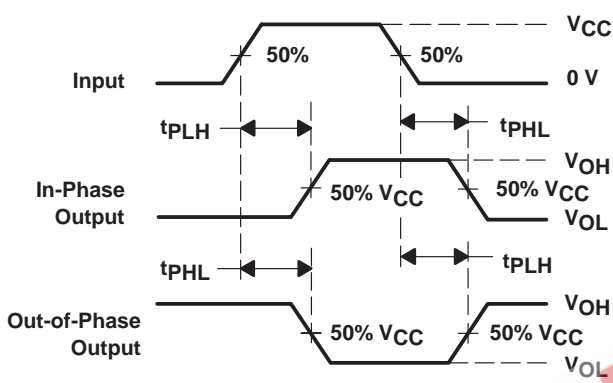 VCC
50%
50%
Input
0 V
tPLH
tPHL
VOH
In-Phase
Output
50% VCC
50% VCC
VOL
tPHL
tPLH
VOH
Out-of-Phase
Output
50% VCC
50% VCC
VOL